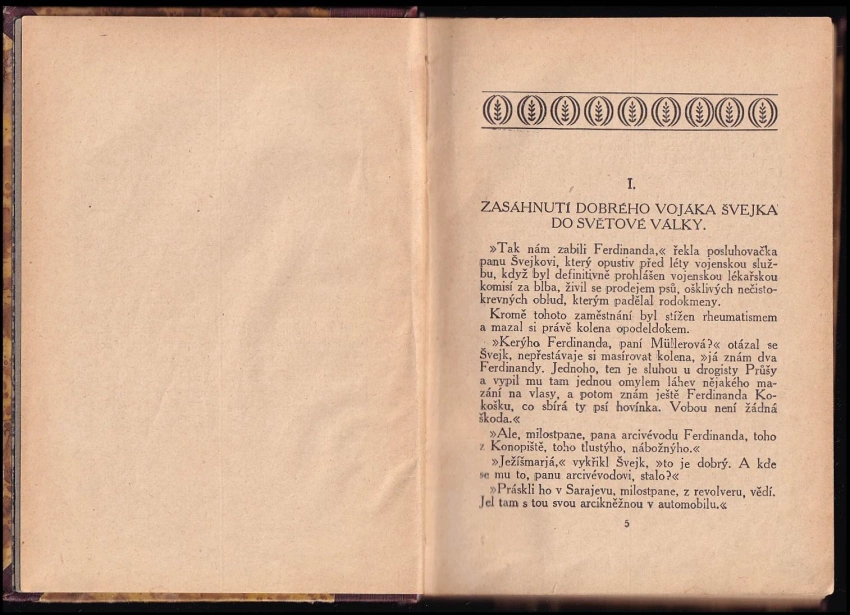 I.
ZASÁHNUTÍ DOBRÉHO VOJÁKA ŠVEJKA
DO SVĚTOVÉ VÁLKY.
»Tak nám zabili Ferdinanda,« řekla posluhovačka
panu Švejkovi, který opustiv před léty vojenskou služ-
bu, když byl definitivně prohlášen vojenskou lékařskou
komisí za blba, živil se prodejem psů, ošklivých nečisto-
krevných oblud, kterým padělal rodokmeny.
Kromě tohoto zaměstnání byl stižen rheumatismem
a mazal si právě kolena opodeldokem.
»Kerýho Ferdinanda, paní Müllerová?« otázal se
Švejk, nepřestávaje si masírovat kolena, »já znám dva
Ferdinandy. Jednoho, ten je sluhou u drogisty Průšy
a vypil mu tam jednou omylem láhev nějakého ma-
zání na vlasy, a potom znám ještě Ferdinanda Ko-
košku, co sbírá ty psí hovínka. Vobou není žádná
škoda.«
»Ale, milostpane, pana arcivévodu Ferdinanda, toho
z Konopiště, toho tlustýho, nábožnýho.«
»Ježíšmarjá,« vykřikl Švejk, »to je dobrý. A kde
se mu to, panu arcivévodovi, stalo?«
»Práskli ho v Sarajevu, milostpane, z revolveru, vědí.
Jel tam s tou svou arcikněžnou v automobilu.«
5